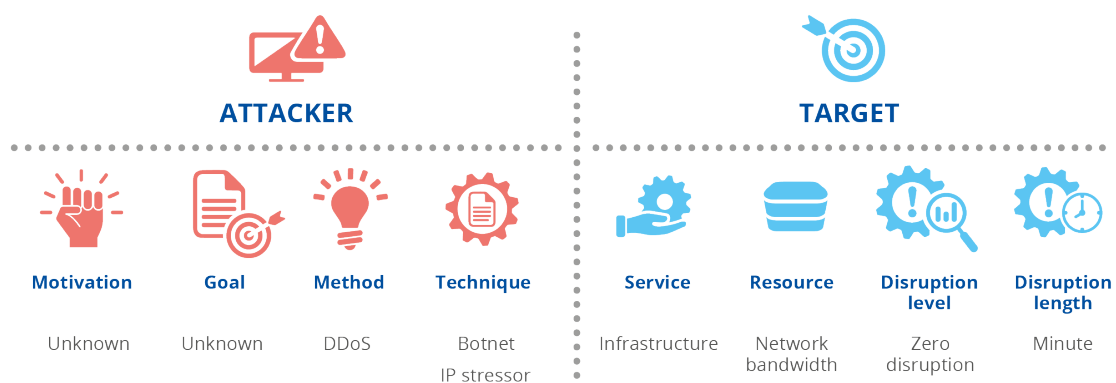 ATTACKER
TARGET
Motivation
Goal
Method
Technique
Service
Resource
Disruption
level
Disruption
length
Unknown
Unknown
DDoS
Botnet
IP stressor
Infrastructure
Network
bandwidth
Zero
disruption
Minute